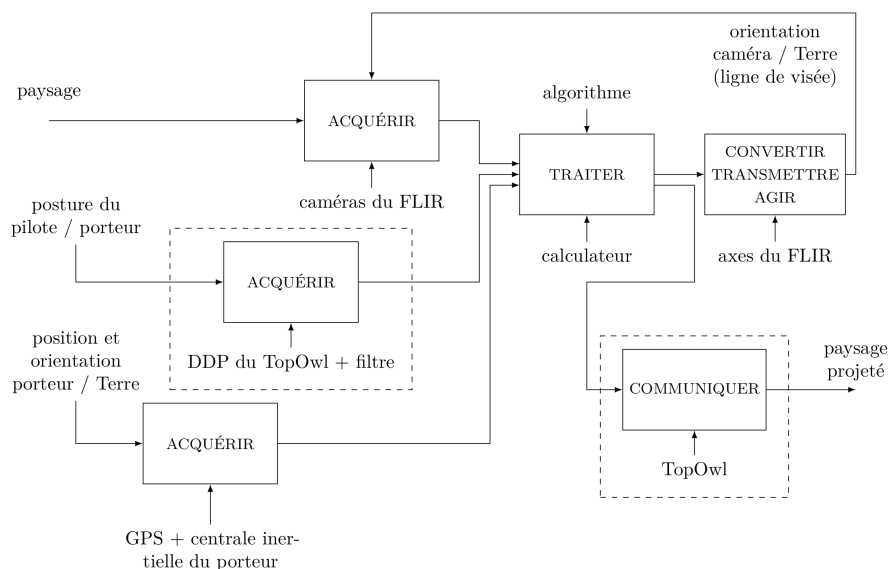 orientation
caméra / Terre
(ligne de visée)
paysage
ACQUÉRIR
caméras du FLIR
algorithme
TRAITER
calculateur
CONVERTIR
TRANSMETTRE
AGIR
axes du FLIR
posture du
pilote / porteur
ACQUÉRIR
DDP du TopOwl + filtre
position et
orientation
porteur / Terre
ACQUÉRIR
GPS + centrale iner-
tielle du porteur
COMMUNIQUER
TopOwl
paysage
projeté